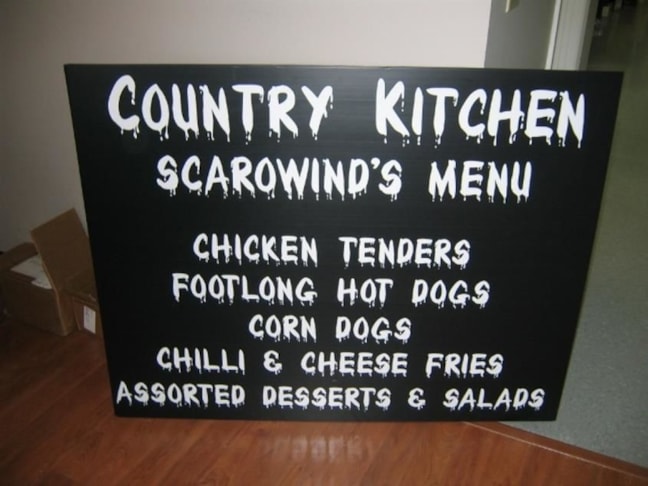 COUNTRY KITCHEN
SCAROWIND'S MENU
CHICKEN TENDERS
FOOTLONG HOT DOGS
CORN DOGS
CHILLI & CHEESE FRIES
ASSORTED DESSERTS & SALADS